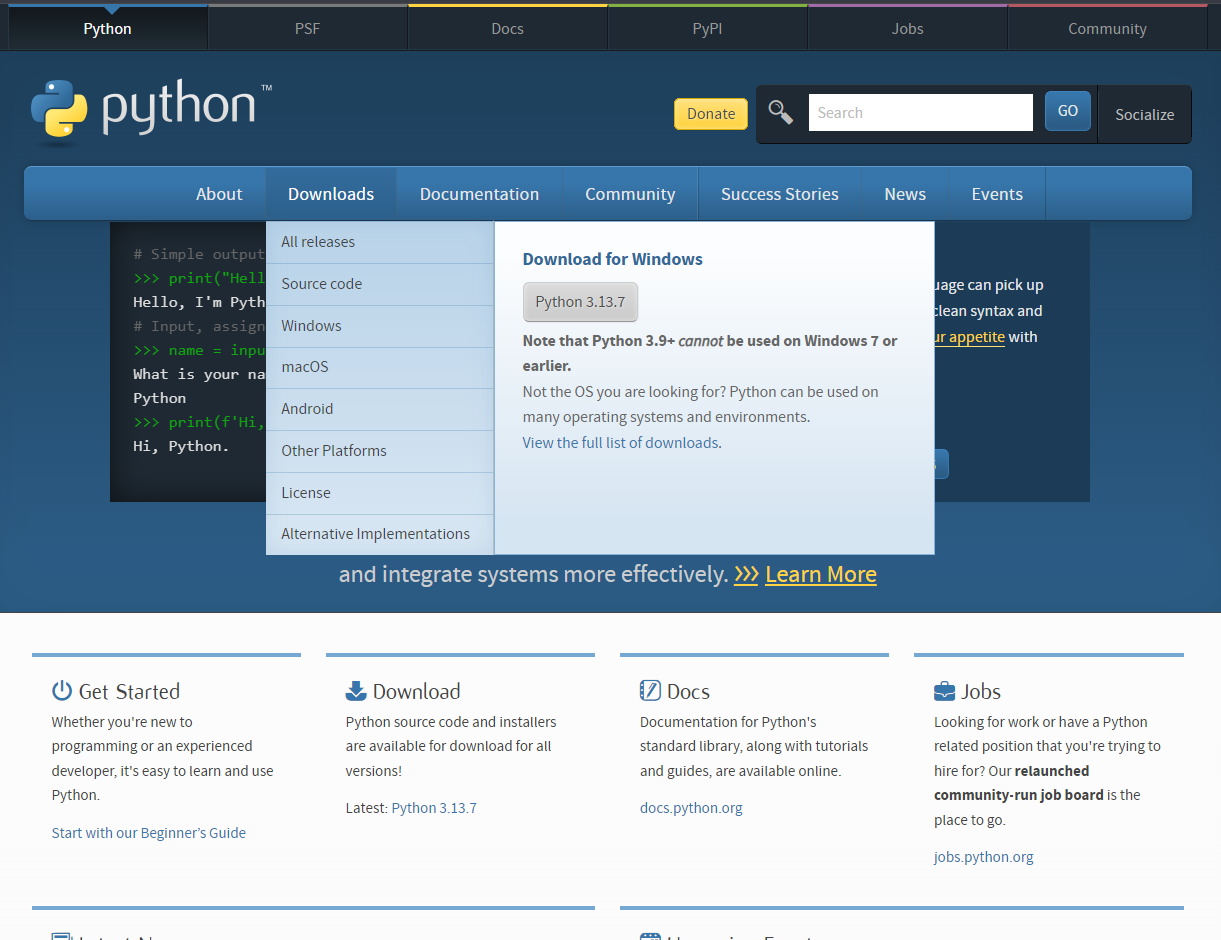 Python
PSF
Docs
PyPI
Jobs
Community
python™
Donate
Search
GO
Socialize
About
Downloads
Documentation
Community
Success Stories
News
Events
# Simple output
>>> print("Hell
Hello, I'm Pyth
# Input, assign
>>> name = inpu
What is your na
Python
>>> print(f'Hi,
Hi, Python.
All releases
Source code
Windows
macOS
Android
Other Platforms
License
Alternative Implementations
Download for Windows
Python 3.13.7
Note that Python 3.9+ cannot be used on Windows 7 or
earlier.
Not the OS you are looking for? Python can be used on
many operating systems and environments.
View the full list of downloads.
uage can pick up
clean syntax and
ur appetite with
and integrate systems more effectively. >>> Learn More
Get Started
Whether you're new to
programming or an experienced
developer, it's easy to learn and use
Python.
Start with our Beginner's Guide
Download
Python source code and installers
are available for download for all
versions!
Latest: Python 3.13.7
Docs
Documentation for Python's
standard library, along with tutorials
and guides, are available online.
docs.python.org
Jobs
Looking for work or have a Python
related position that you're trying to
hire for? Our relaunched
community-run job board is the
place to go.
jobs.python.org